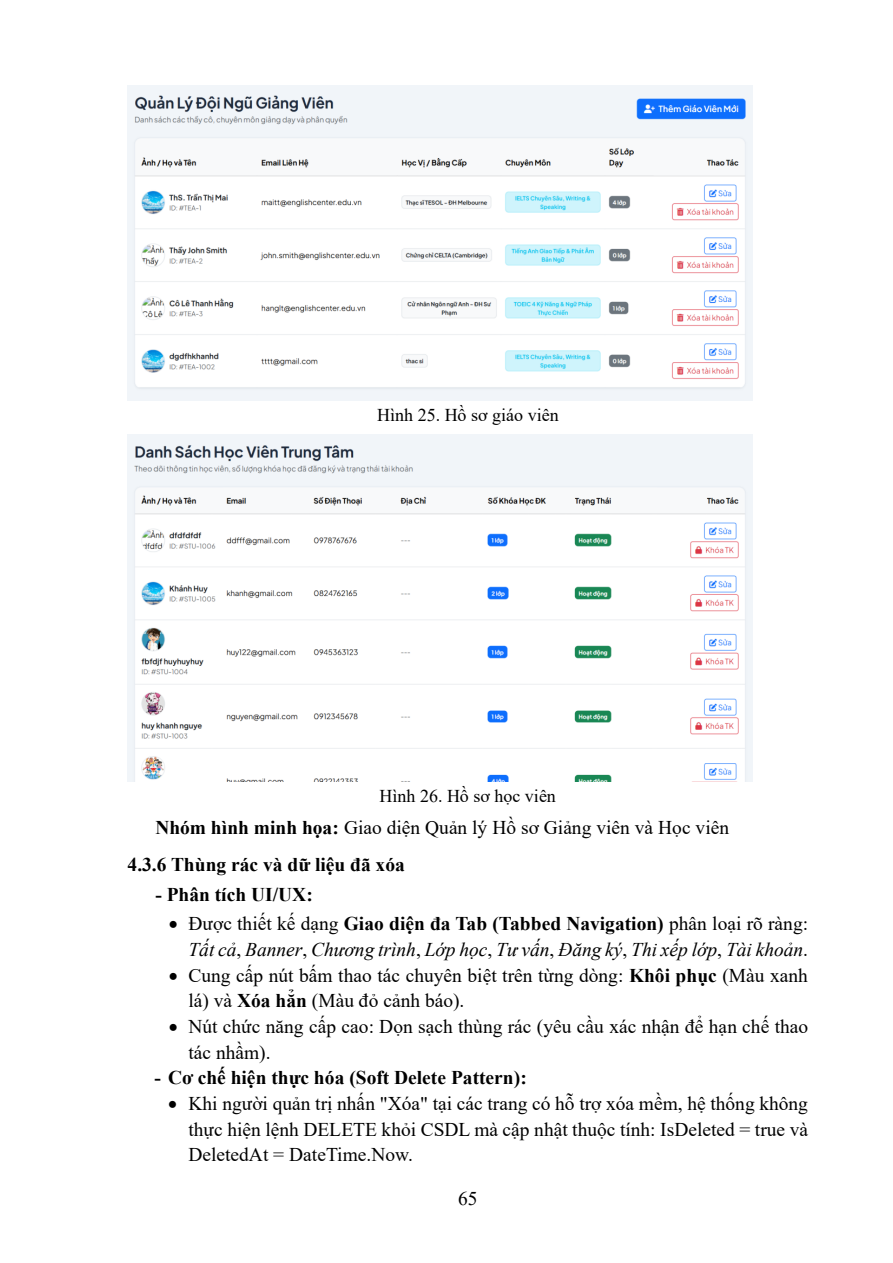 Quản Lý Đội Ngũ Giảng Viên
Danh sách các thầy cô, chuyên môn giảng dạy và phân quyền
Thêm Giáo Viên Mới
Ảnh / Họ và Tên Email Liên Hệ Học Vị / Bằng Cấp Chuyên Môn Số Lớp Dạy Thao Tác
ThS. Trần Thị Mai
ID: #TEA-1
maitt@englishcenter.edu.vn
Thạc sĩ TESOL - ĐH Melbourne
IELTS Chuyên Sâu, Writing &
Speaking
4 lớp
Sửa
Xóa tài khoản
Ảnh
Thầy
Thầy John Smith
ID: #TEA-2
john.smith@englishcenter.edu.vn
Chứng chỉ CELTA (Cambridge)
Tiếng Anh Giao Tiếp & Phát Âm
Bản Ngữ
0 lớp
Sửa
Xóa tài khoản
Ảnh
Cô Lê
Cô Lê Thanh Hằng
ID: #TEA-3
hanglt@englishcenter.edu.vn
Cử nhân Ngôn ngữ Anh - ĐH Sư
Phạm
TOEIC 4 Kỹ Năng & Ngữ Pháp
Thực Chiến
1 lớp
Sửa
Xóa tài khoản
dgdfhkhanhd
ID: #TEA-1002
tttt@gmail.com
thac si
IELTS Chuyên Sâu, Writing &
Speaking
0 lớp
Sửa
Xóa tài khoản
Hình 25. Hồ sơ giáo viên
Danh Sách Học Viên Trung Tâm
Theo dõi thông tin học viên, số lượng khóa học đã đăng ký và trạng thái tài khoản
Ảnh / Họ và Tên Email Số Điện Thoại Địa Chỉ Số Khóa Học ĐK Trạng Thái Thao Tác
Ảnh
dfdfdfdf
ID: #STU-1006
ddfff@gmail.com 0978767676 --- 1 lớp Hoạt động
Sửa
Khóa TK
Khánh Huy
ID: #STU-1005
khanh@gmail.com 0824762165 --- 2 lớp Hoạt động
Sửa
Khóa TK
fbfdjf huyhuyhuy
ID: #STU-1004
huy122@gmail.com 0945363123 --- 1 lớp Hoạt động
Sửa
Khóa TK
huy khanh nguye
ID: #STU-1003
nguyen@gmail.com 0912345678 --- 1 lớp Hoạt động
Sửa
Khóa TK
0922142353 --- Hoạt động
Sửa
Hình 26. Hồ sơ học viên
Nhóm hình minh họa: Giao diện Quản lý Hồ sơ Giảng viên và Học viên
4.3.6 Thùng rác và dữ liệu đã xóa
- Phân tích UI/UX:
• Được thiết kế dạng Giao diện đa Tab (Tabbed Navigation) phân loại rõ ràng:
Tất cả, Banner, Chương trình, Lớp học, Tư vấn, Đăng ký, Thi xếp lớp, Tài khoản.
• Cung cấp nút bấm thao tác chuyên biệt trên từng dòng: Khôi phục (Màu xanh
lá) và Xóa hẳn (Màu đỏ cảnh báo).
• Nút chức năng cấp cao: Dọn sạch thùng rác (yêu cầu xác nhận để hạn chế thao
tác nhầm).
- Cơ chế hiện thực hóa (Soft Delete Pattern):
• Khi người quản trị nhấn "Xóa" tại các trang có hỗ trợ xóa mềm, hệ thống không
thực hiện lệnh DELETE khỏi CSDL mà cập nhật thuộc tính: IsDeleted = true và
DeletedAt = DateTime.Now.
65